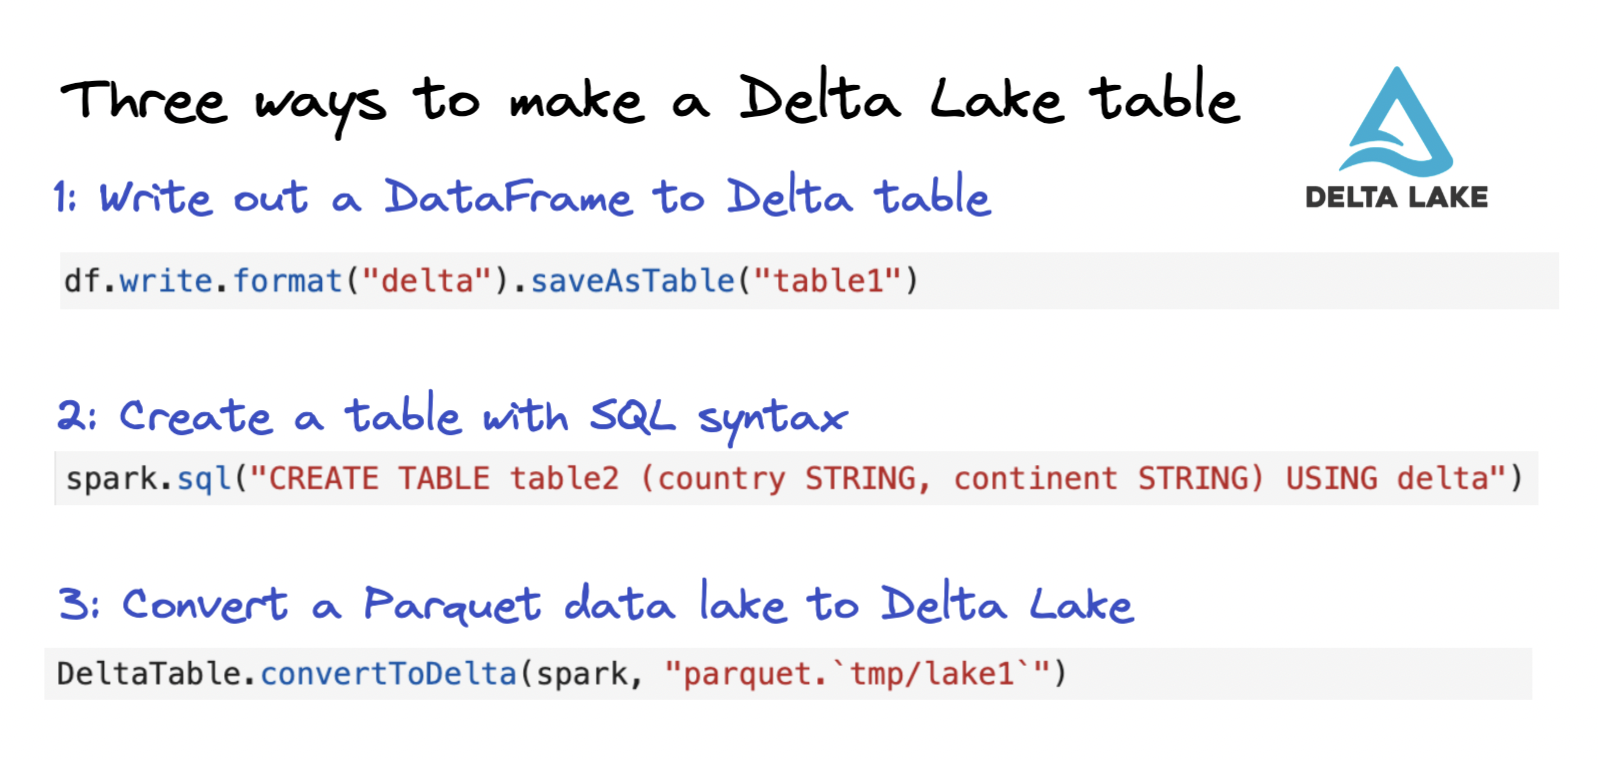 Three ways to make a Delta Lake table
DELTA LAKE
1: Write out a DataFrame to Delta table
df.write.format("delta").saveAsTable("table1")
2: Create a table with SQL syntax
spark.sql("CREATE TABLE table2 (country STRING, continent STRING) USING delta")
3: Convert a Parquet data lake to Delta Lake
DeltaTable.convertToDelta(spark, "parquet.`tmp/lake1`")